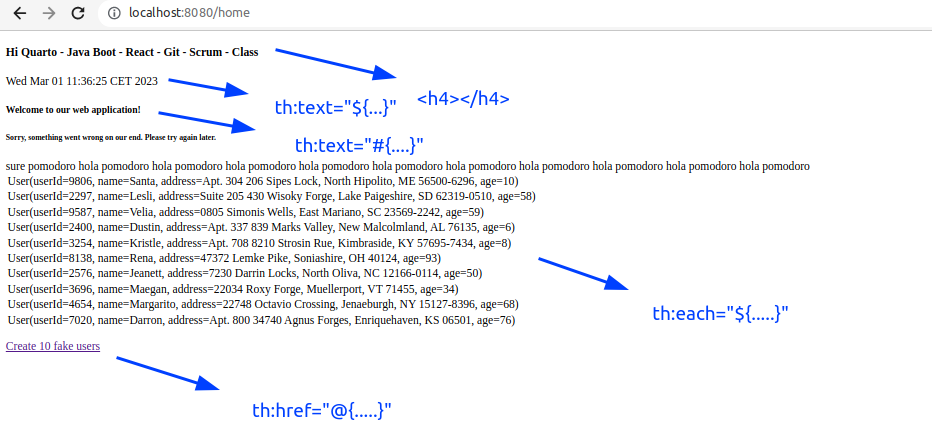 localhost:8080/home
Hi Quarto - Java Boot - React - Git - Scrum - Class
Wed Mar 01 11:36:25 CET 2023
<h4></h4>
th:text="${...}"
Welcome to our web application!
Sorry, something went wrong on our end. Please try again later.
th:text="#{....}"
sure pomodoro hola pomodoro hola pomodoro hola pomodoro hola pomodoro hola pomodoro hola pomodoro hola pomodoro hola pomodoro hola pomodoro hola pomodoro
User(userId=9806, name=Santa, address=Apt. 304 206 Sipes Lock, North Hipolito, ME 56500-6296, age=10)
User(userId=2297, name=Lesli, address=Suite 205 430 Wisoky Forge, Lake Paigeshire, SD 62319-0510, age=58)
User(userId=9587, name=Velia, address=0805 Simonis Wells, East Mariano, SC 23569-2242, age=59)
User(userId=2400, name=Dustin, address=Apt. 337 839 Marks Valley, New Malcolmland, AL 76135, age=6)
User(userId=3254, name=Kristle, address=Apt. 708 8210 Strosin Rue, Kimbraside, KY 57695-7434, age=8)
User(userId=8138, name=Rena, address=47372 Lemke Pike, Soniashire, OH 40124, age=93)
User(userId=2576, name=Jeanett, address=7230 Darrin Locks, North Oliva, NC 12166-0114, age=50)
User(userId=3696, name=Maegan, address=22034 Roxy Forge, Muellerport, VT 71455, age=34)
User(userId=4654, name=Margarito, address=22748 Octavio Crossing, Jenaeburgh, NY 15127-8396, age=68)
User(userId=7020, name=Darron, address=Apt. 800 34740 Agnus Forges, Enriquehaven, KS 06501, age=76)
th:each="${.....}"
Create 10 fake users
th:href="@{.....}"